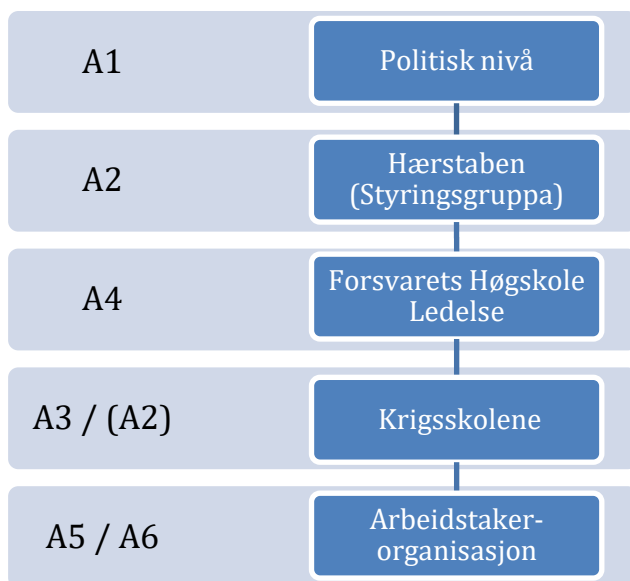 A1
Politisk nivå
A2
Hærstaben
(Styringsgruppa)
A4
Forsvarets Høgskole
Ledelse
A3 / (A2)
Krigsskolene
A5 / A6
Arbeidstaker-
organisasjon